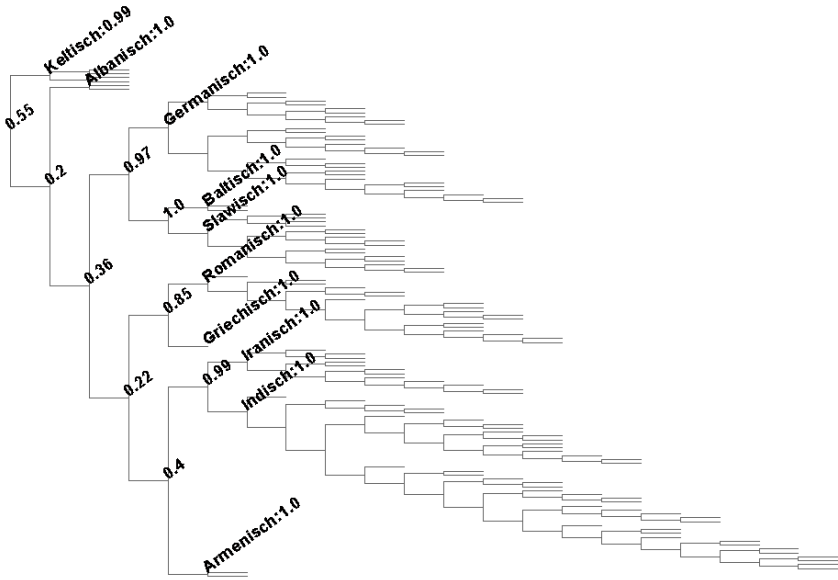 Keltisch:0.99
Albanisch:1.0
0.55
Germanisch:1.0
0.97
0.2
Baltisch:1.0
1.0
Slawisch:1.0
0.36
Romanisch:1.0
0.85
Griechisch:1.0
0.22
Iranisch:1.0
0.99
Indisch:1.0
0.4
Armenisch:1.0